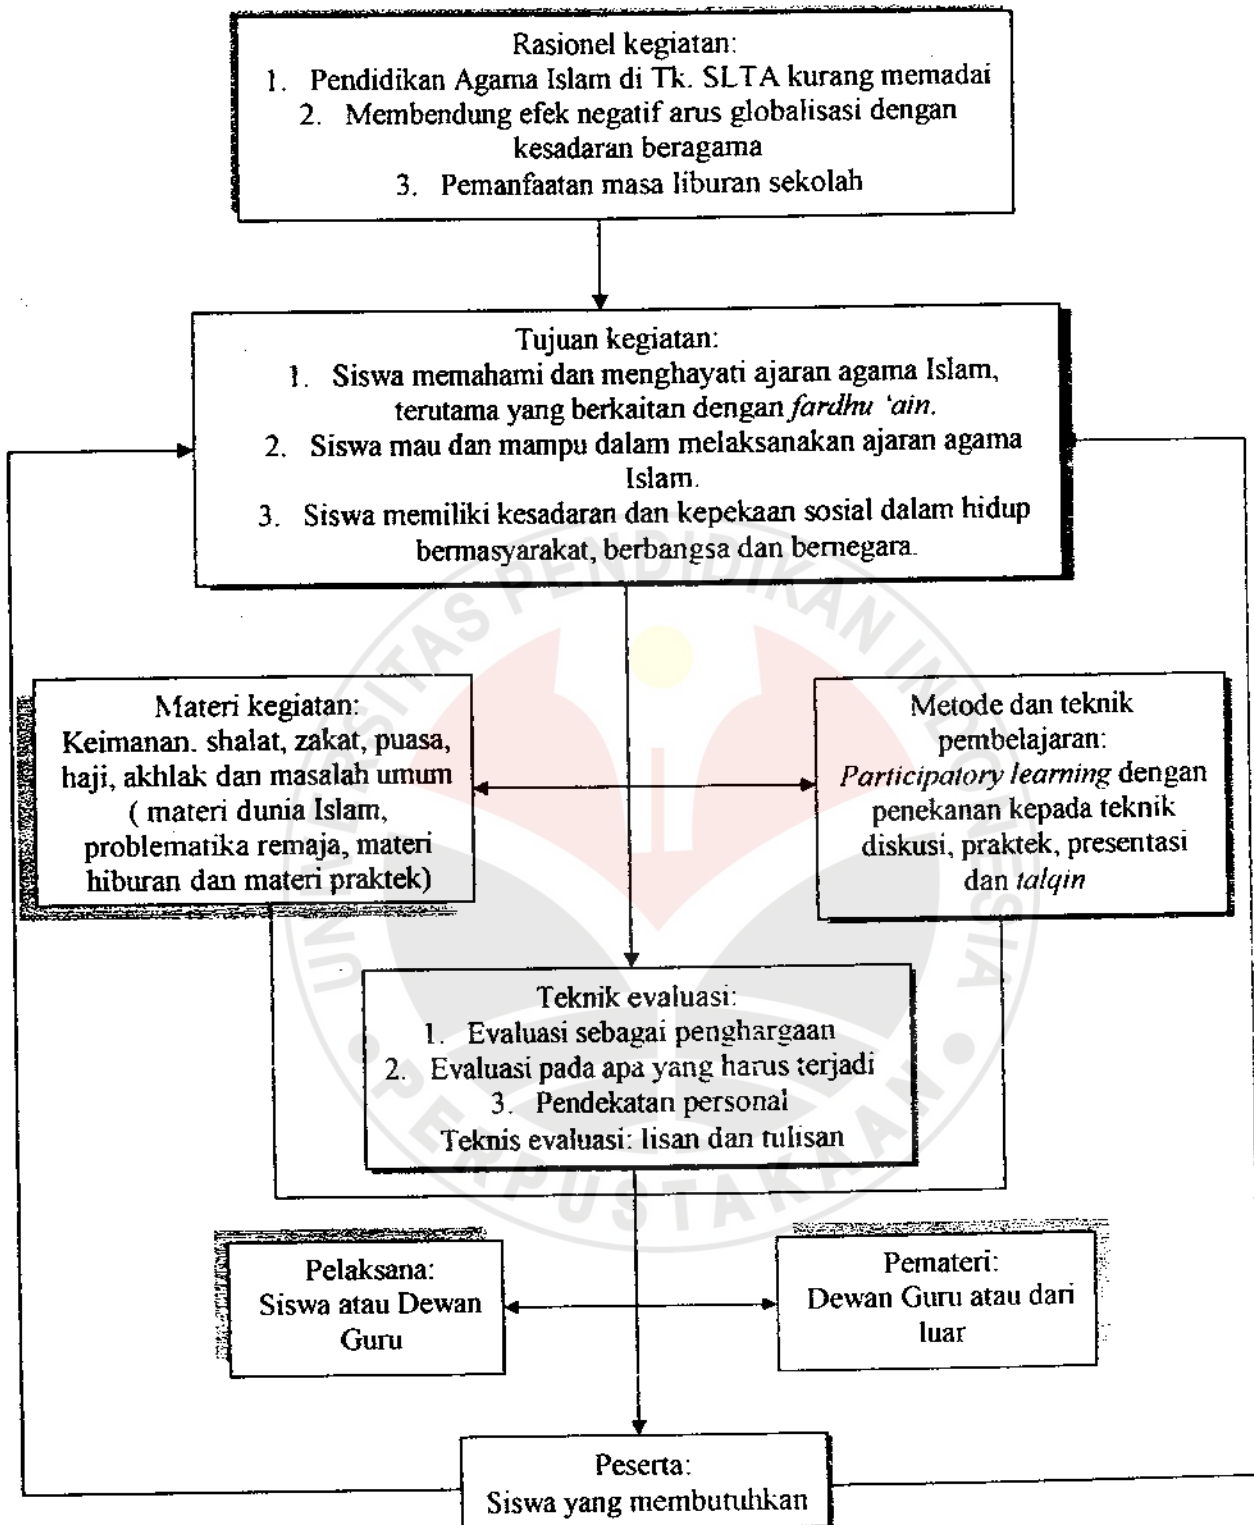 Rasionel kegiatan:
1. Pendidikan Agama Islam di Tk. SLTA kurang memadai
2. Membendung efek negatif arus globalisasi dengan
kesadaran beragama
3. Pemanfaatan masa liburan sekolah
Tujuan kegiatan:
1. Siswa memahami dan menghayati ajaran agama Islam,
terutama yang berkaitan dengan fardhu 'ain.
2. Siswa mau dan mampu dalam melaksanakan ajaran agama
Islam.
3. Siswa memiliki kesadaran dan kepekaan sosial dalam hidup
bermasyarakat, berbangsa dan bernegara.
Materi kegiatan:
Keimanan. shalat, zakat, puasa,
haji, akhlak dan masalah umum
( materi dunia Islam,
problematika remaja, materi
hiburan dan materi praktek)
Metode dan teknik
pembelajaran:
Participatory learning dengan
penekanan kepada teknik
diskusi, praktek, presentasi
dan talqin
Teknik evaluasi:
1. Evaluasi sebagai penghargaan
2. Evaluasi pada apa yang harus terjadi
3. Pendekatan personal
Teknis evaluasi: lisan dan tulisan
Pelaksana:
Siswa atau Dewan
Guru
Pemateri:
Dewan Guru atau dari
luar
Peserta:
Siswa yang membutuhkan
UNIVERSITAS PENDIDIKAN INDONESIA
PERPUSTAKAAN